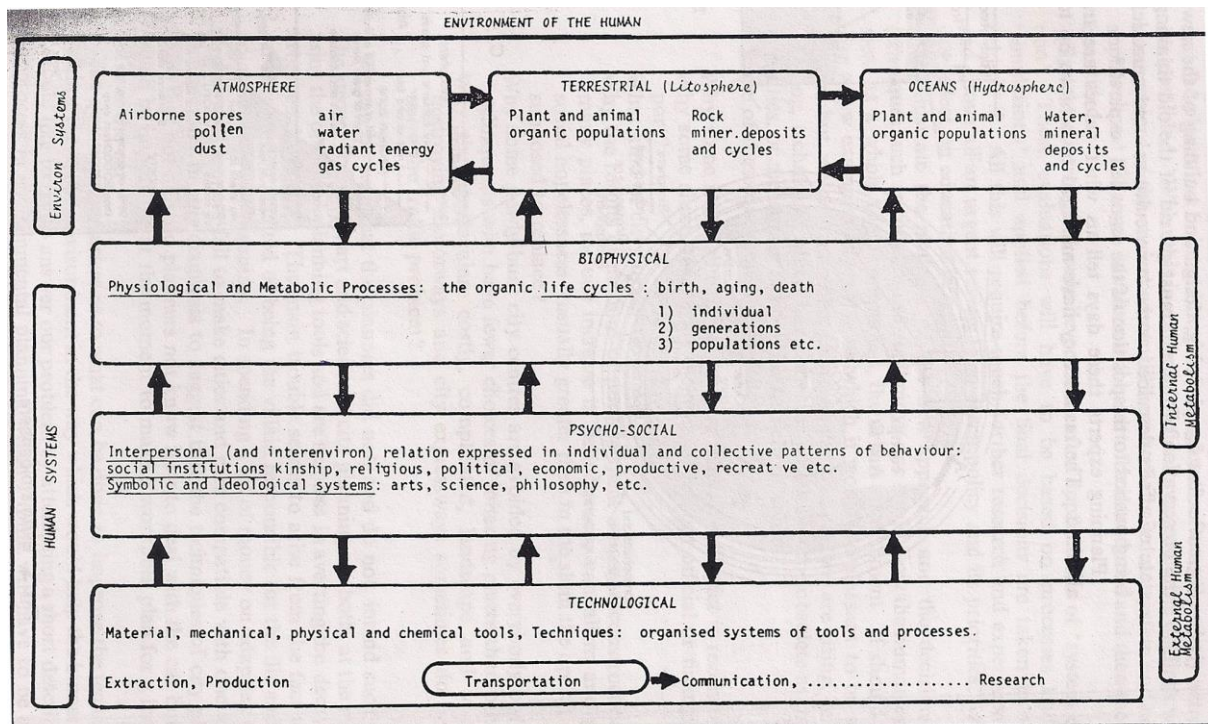 ENVIRONMENT OF THE HUMAN
Environ Systems
ATMOSPHERE
Airborne spores
pollen
dust
air
water
radiant energy
gas cycles
TERRESTRIAL (Litosphere)
Plant and animal
organic populations
Rock
miner.deposits
and cycles
OCEANS (Hydrosphere)
Plant and animal
organic populations
Water,
mineral
deposits
and cycles
HUMAN SYSTEMS
BIOPHYSICAL
Physiological and Metabolic Processes: the organic life cycles : birth, aging, death
1) individual
2) generations
3) populations etc.
Internal Human
Metabolism
PSYCHO-SOCIAL
Interpersonal (and interenviron) relation expressed in individual and collective patterns of behaviour:
social institutions kinship, religious, political, economic, productive, recreat ve etc.
Symbolic and Ideological systems: arts, science, philosophy, etc.
External Human
Metabolism
TECHNOLOGICAL
Material, mechanical, physical and chemical tools, Techniques: organised systems of tools and processes.
Extraction, Production Transportation Communication, ................... Research